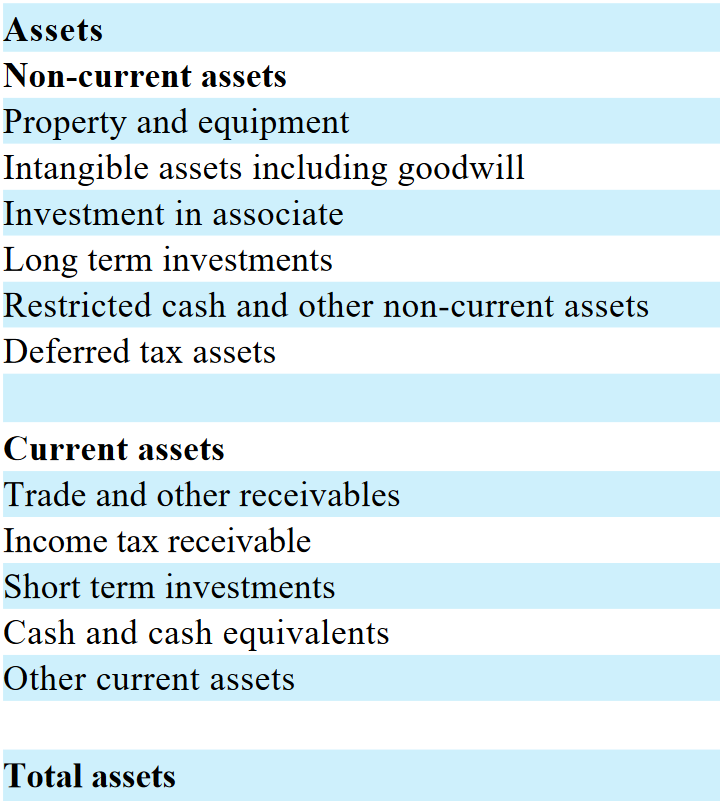 Assets
Non-current assets
Property and equipment
Intangible assets including goodwill
Investment in associate
Long term investments
Restricted cash and other non-current assets
Deferred tax assets
Current assets
Trade and other receivables
Income tax receivable
Short term investments
Cash and cash equivalents
Other current assets
Total assets